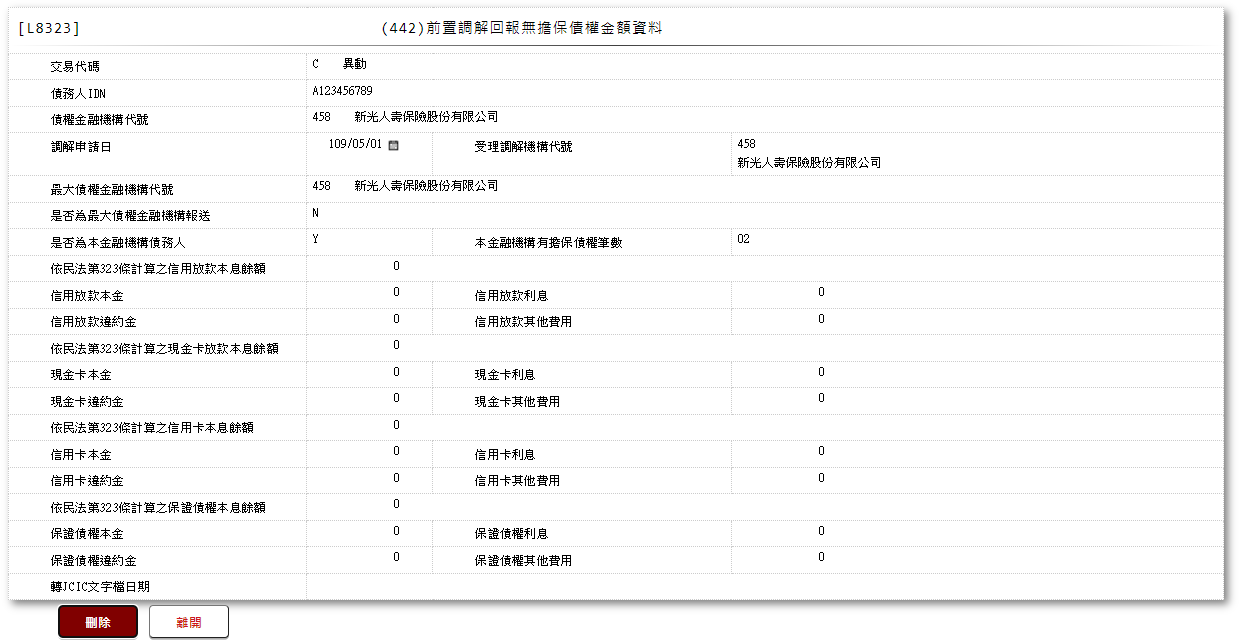 [L8323] (442)前置調解回報無擔保債權金額資料
交易代碼 C 異動
債務人IDN A123456789
債權金融機構代號 458 新光人壽保險股份有限公司
調解申請日 109/05/01 受理調解機構代號 458
新光人壽保險股份有限公司
最大債權金融機構代號 458 新光人壽保險股份有限公司
是否為最大債權金融機構報送 N
是否為本金融機構債務人 Y 本金融機構有擔保債權筆數 02
依民法第323條計算之信用放款本息餘額 0
信用放款本金 0 信用放款利息 0
信用放款違約金 0 信用放款其他費用 0
依民法第323條計算之現金卡放款本息餘額 0
現金卡本金 0 現金卡利息 0
現金卡違約金 0 現金卡其他費用 0
依民法第323條計算之信用卡本息餘額 0
信用卡本金 0 信用卡利息 0
信用卡違約金 0 信用卡其他費用 0
依民法第323條計算之保證債權本息餘額 0
保證債權本金 0 保證債權利息 0
保證債權違約金 0 保證債權其他費用 0
轉JCIC文字檔日期
刪除 離開